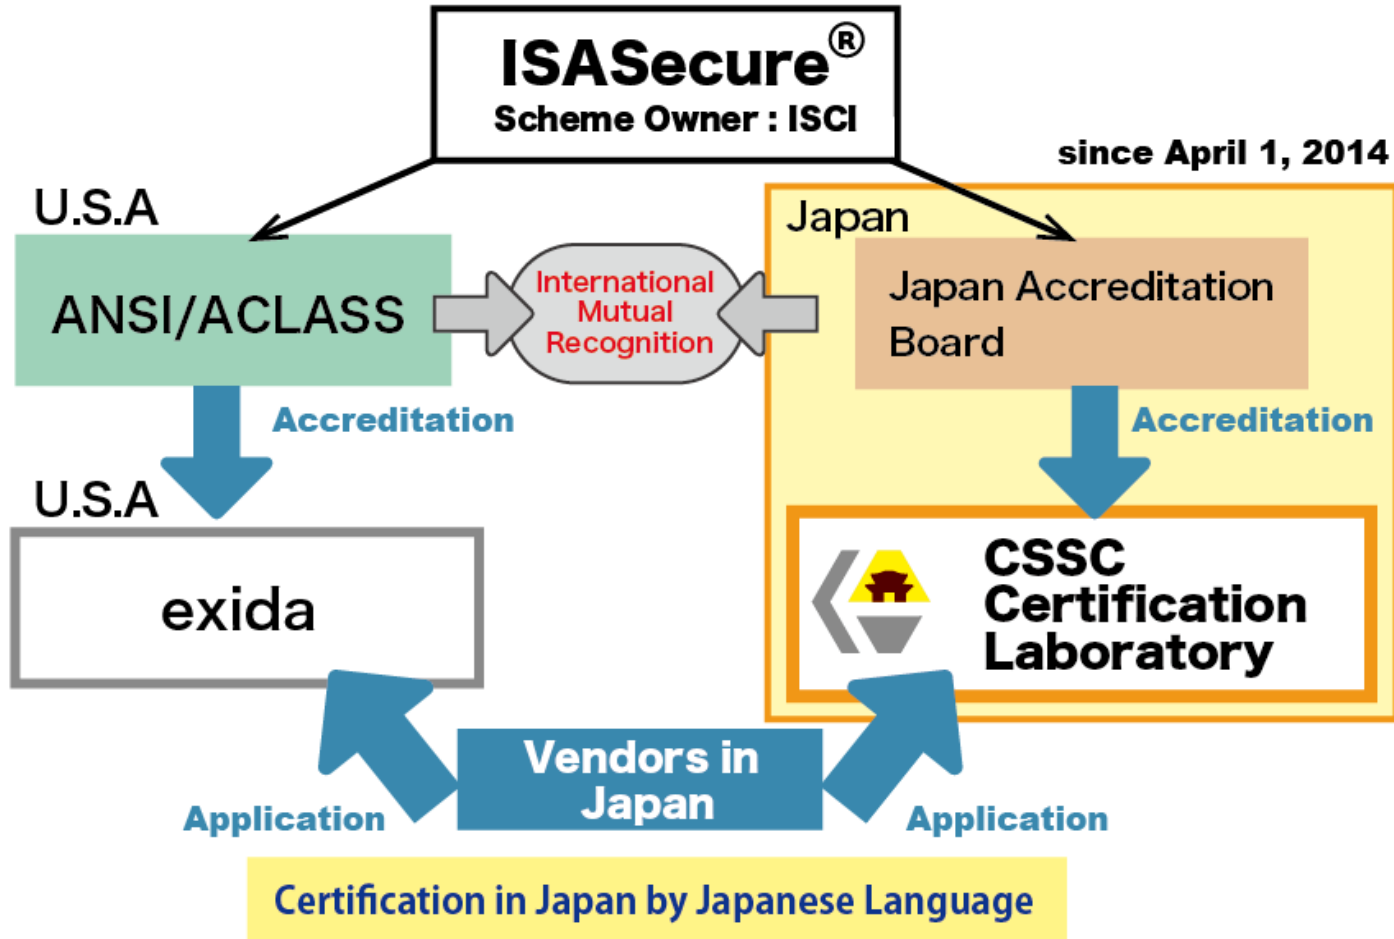 ISASecure®
Scheme Owner : ISCI
since April 1, 2014
U.S.A
ANSI/ACLASS
International
Mutual
Recognition
Japan
Japan Accreditation
Board
Accreditation
Accreditation
U.S.A
exida
CSSC
Certification
Laboratory
Vendors in
Japan
Application
Application
Certification in Japan by Japanese Language